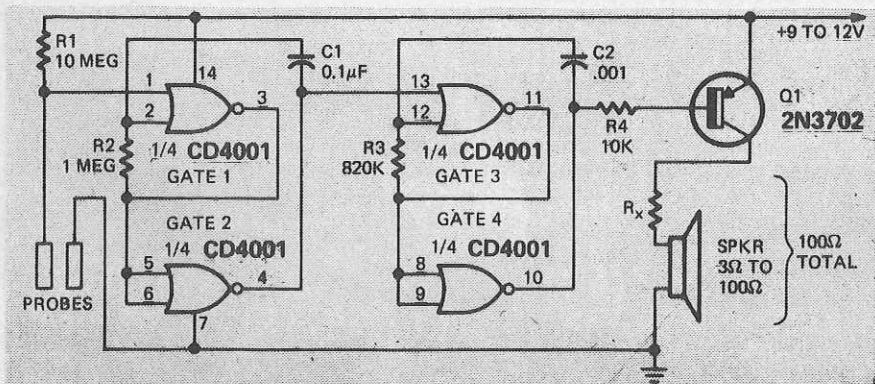 +9 TO 12V
R1
10 MEG
14
C1
0.1µF
C2
.001
1
2
3
13
12
11
Q1
2N3702
R2
1 MEG
1/4 CD4001
GATE 1
R3
820K
1/4 CD4001
GATE 3
R4
10K
GATE 2
1/4 CD4001
GATE 4
1/4 CD4001
RX
SPKR
3Ω TO
100Ω
100Ω
TOTAL
5
6
4
7
8
9
10
PROBES